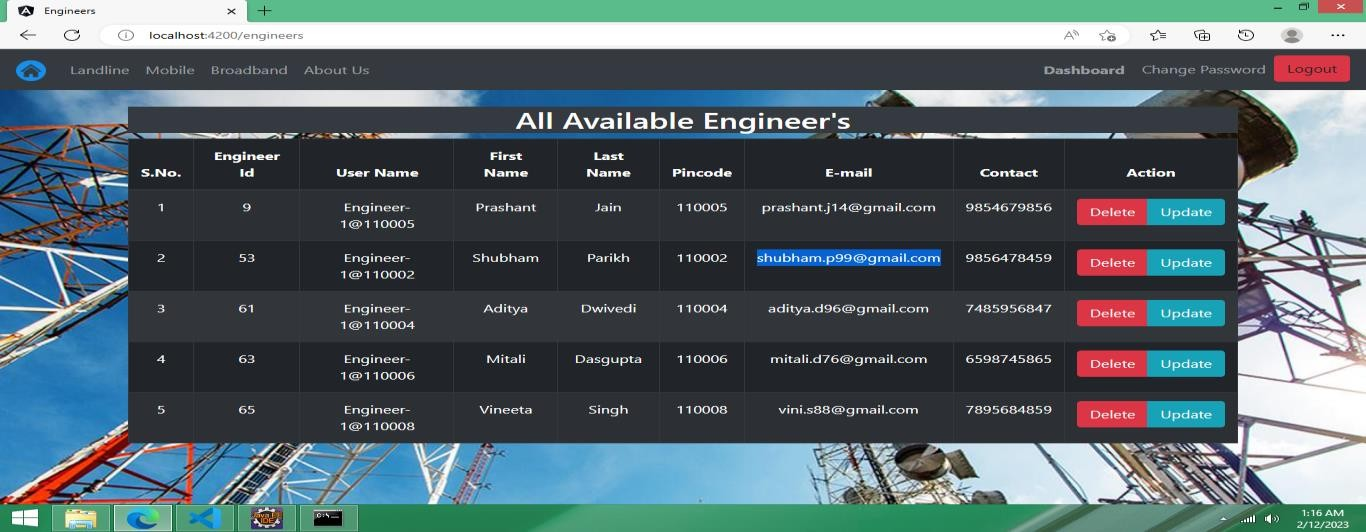 Engineers
localhost:4200/engineers
Landline Mobile Broadband About Us Dashboard Change Password Logout
All Available Engineer's
S.No. Engineer Id User Name First Name Last Name Pincode E-mail Contact Action
1 9 Engineer-1@110005 Prashant Jain 110005 prashant.j14@gmail.com 9854679856 Delete Update
2 53 Engineer-1@110002 Shubham Parikh 110002 shubham.p99@gmail.com 9856478459 Delete Update
3 61 Engineer-1@110004 Aditya Dwivedi 110004 aditya.d96@gmail.com 7485956847 Delete Update
4 63 Engineer-1@110006 Mitali Dasgupta 110006 mitali.d76@gmail.com 6598745865 Delete Update
5 65 Engineer-1@110008 Vineeta Singh 110008 vini.s88@gmail.com 7895684859 Delete Update
Java EE
IDE
1:16 AM
2/12/2023